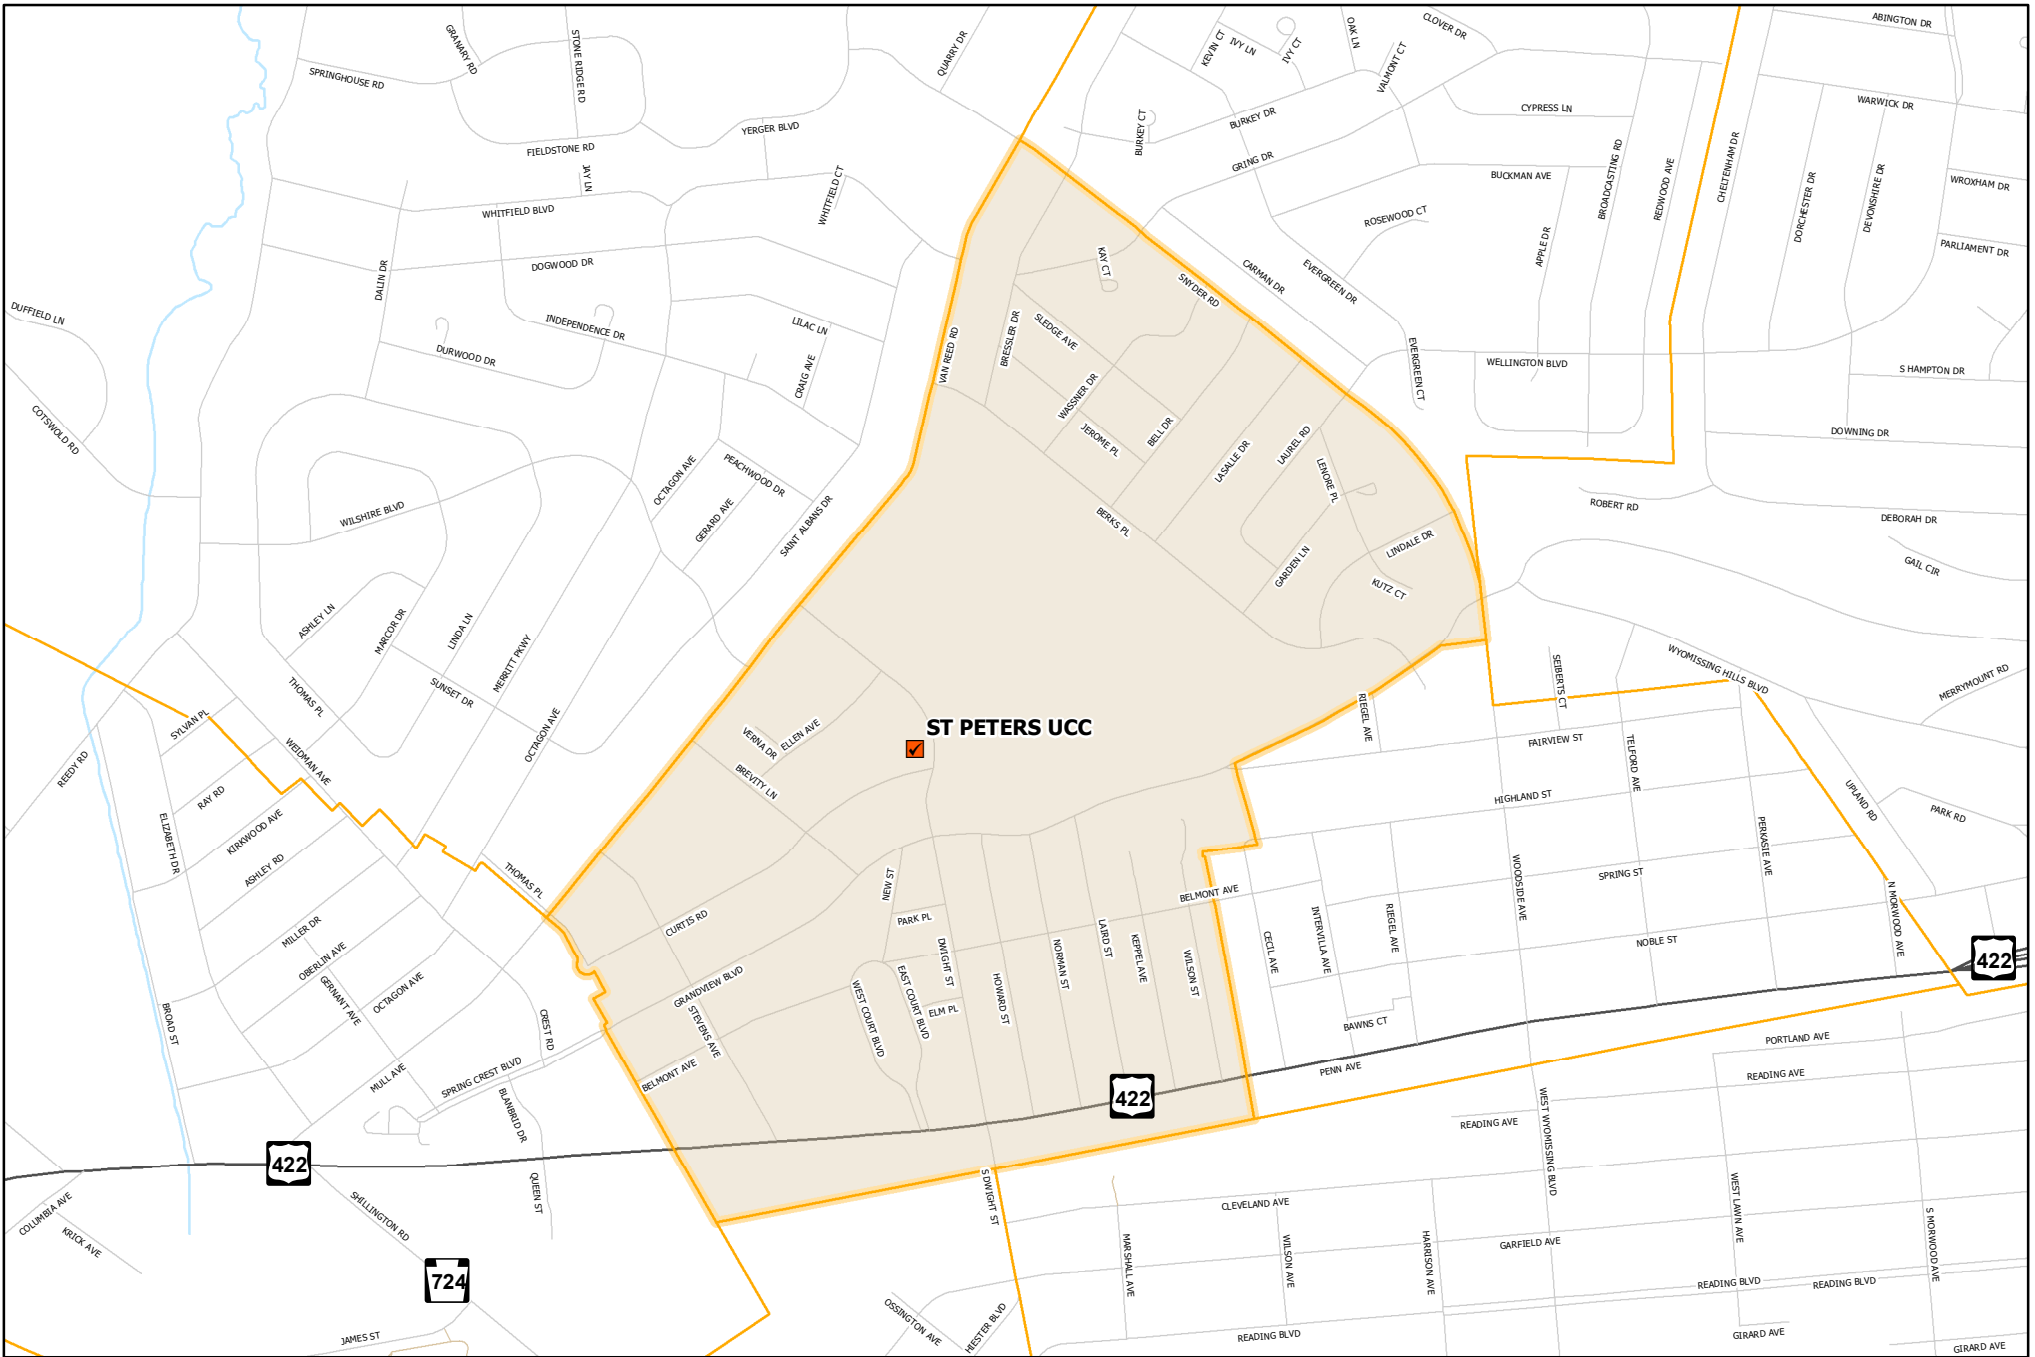 ABINGTON DR
CLOVER DR
OAK LN
GRANARY RD
STONE RIDGE RD
QUARRY DR
KEVIN CT
IVY LN
IVY CT
VALMONT CT
SPRINGHOUSE RD
WARWICK DR
CYPRESS LN
YERGER BLVD
BURKEY CT
BURKEY DR
FIELDSTONE RD
GRING DR
CHELTENHAM DR
BROADCASTING RD
REDWOOD AVE
BUCKMAN AVE
JAY LN
WHITFIELD CT
DORCHESTER DR
DEVONSHIRE DR
WROXHAM DR
WHITFIELD BLVD
ROSEWOOD CT
APPLE DR
PARLIAMENT DR
DOGWOOD DR
DALIN DR
KAY CT
SNYDER RD
CARMAN DR
EVERGREEN DR
DUFFIELD LN
INDEPENDENCE DR
LILAC LN
SLEDGE AVE
BRESSLER DR
VAN REED RD
DURWOOD DR
CRAIG AVE
EVERGREEN CT
WELLINGTON BLVD
S HAMPTON DR
WASSNER DR
COTSWOLD RD
JEROME PL
BELL DR
LASALLE DR
LAUREL RD
DOWNING DR
PEACHWOOD DR
OCTAGON AVE
LENORE PL
WILSHIRE BLVD
GERARD AVE
SAINT ALBANS DR
BERKS PL
ROBERT RD
DEBORAH DR
LINDALE DR
GARDEN LN
KUTZ CT
GAIL CIR
ASHLEY LN
MARCOR DR
LINDA LN
MERRITT PKWY
SUNSET DR
THOMAS PL
WYOMISSING HILLS BLVD
SEIBERTS CT
MERRYMOUNT RD
SYLVAN PL
RIEGEL AVE
ST PETERS UCC
VERNA DR
ELLEN AVE
OCTAGON AVE
WEIDMAN AVE
REEDY RD
FAIRVIEW ST
TELFORD AVE
BREVITY LN
RAY RD
HIGHLAND ST
UPLAND RD
PARK RD
KIRKWOOD AVE
ELIZABETH DR
ASHLEY RD
PERKASIE AVE
THOMAS PL
NEW ST
SPRING ST
WOODSIDE AVE
BELMONT AVE
N MORWOOD AVE
PARK PL
CURTIS RD
MILLER DR
OBERLIN AVE
GERNANT AVE
OCTAGON AVE
DWIGHT ST
NORMAN ST
LAIRD ST
KEPPEL AVE
WILSON ST
CECIL AVE
INTERVILLA AVE
RIEGEL AVE
NOBLE ST
422
GRANDVIEW BLVD
WEST COURT BLVD
EAST COURT BLVD
ELM PL
HOWARD ST
BROAD ST
CREST RD
STEVENS AVE
BAWNS CT
PORTLAND AVE
BELMONT AVE
MULL AVE
SPRING CREST BLVD
PENN AVE
READING AVE
422
BLANBRID DR
READING AVE
WEST WYOMISSING BLVD
422
QUEEN ST
S DWIGHT ST
CLEVELAND AVE
WEST LAWN AVE
COLUMBIA AVE
KRICK AVE
SHILLINGTON RD
S MORWOOD AVE
GARFIELD AVE
MARSHALL AVE
WILSON AVE
HARRISON AVE
724
READING BLVD
READING BLVD
OSSINGTON AVE
HIESTER BLVD
JAMES ST
READING BLVD
GIRARD AVE
GIRARD AVE